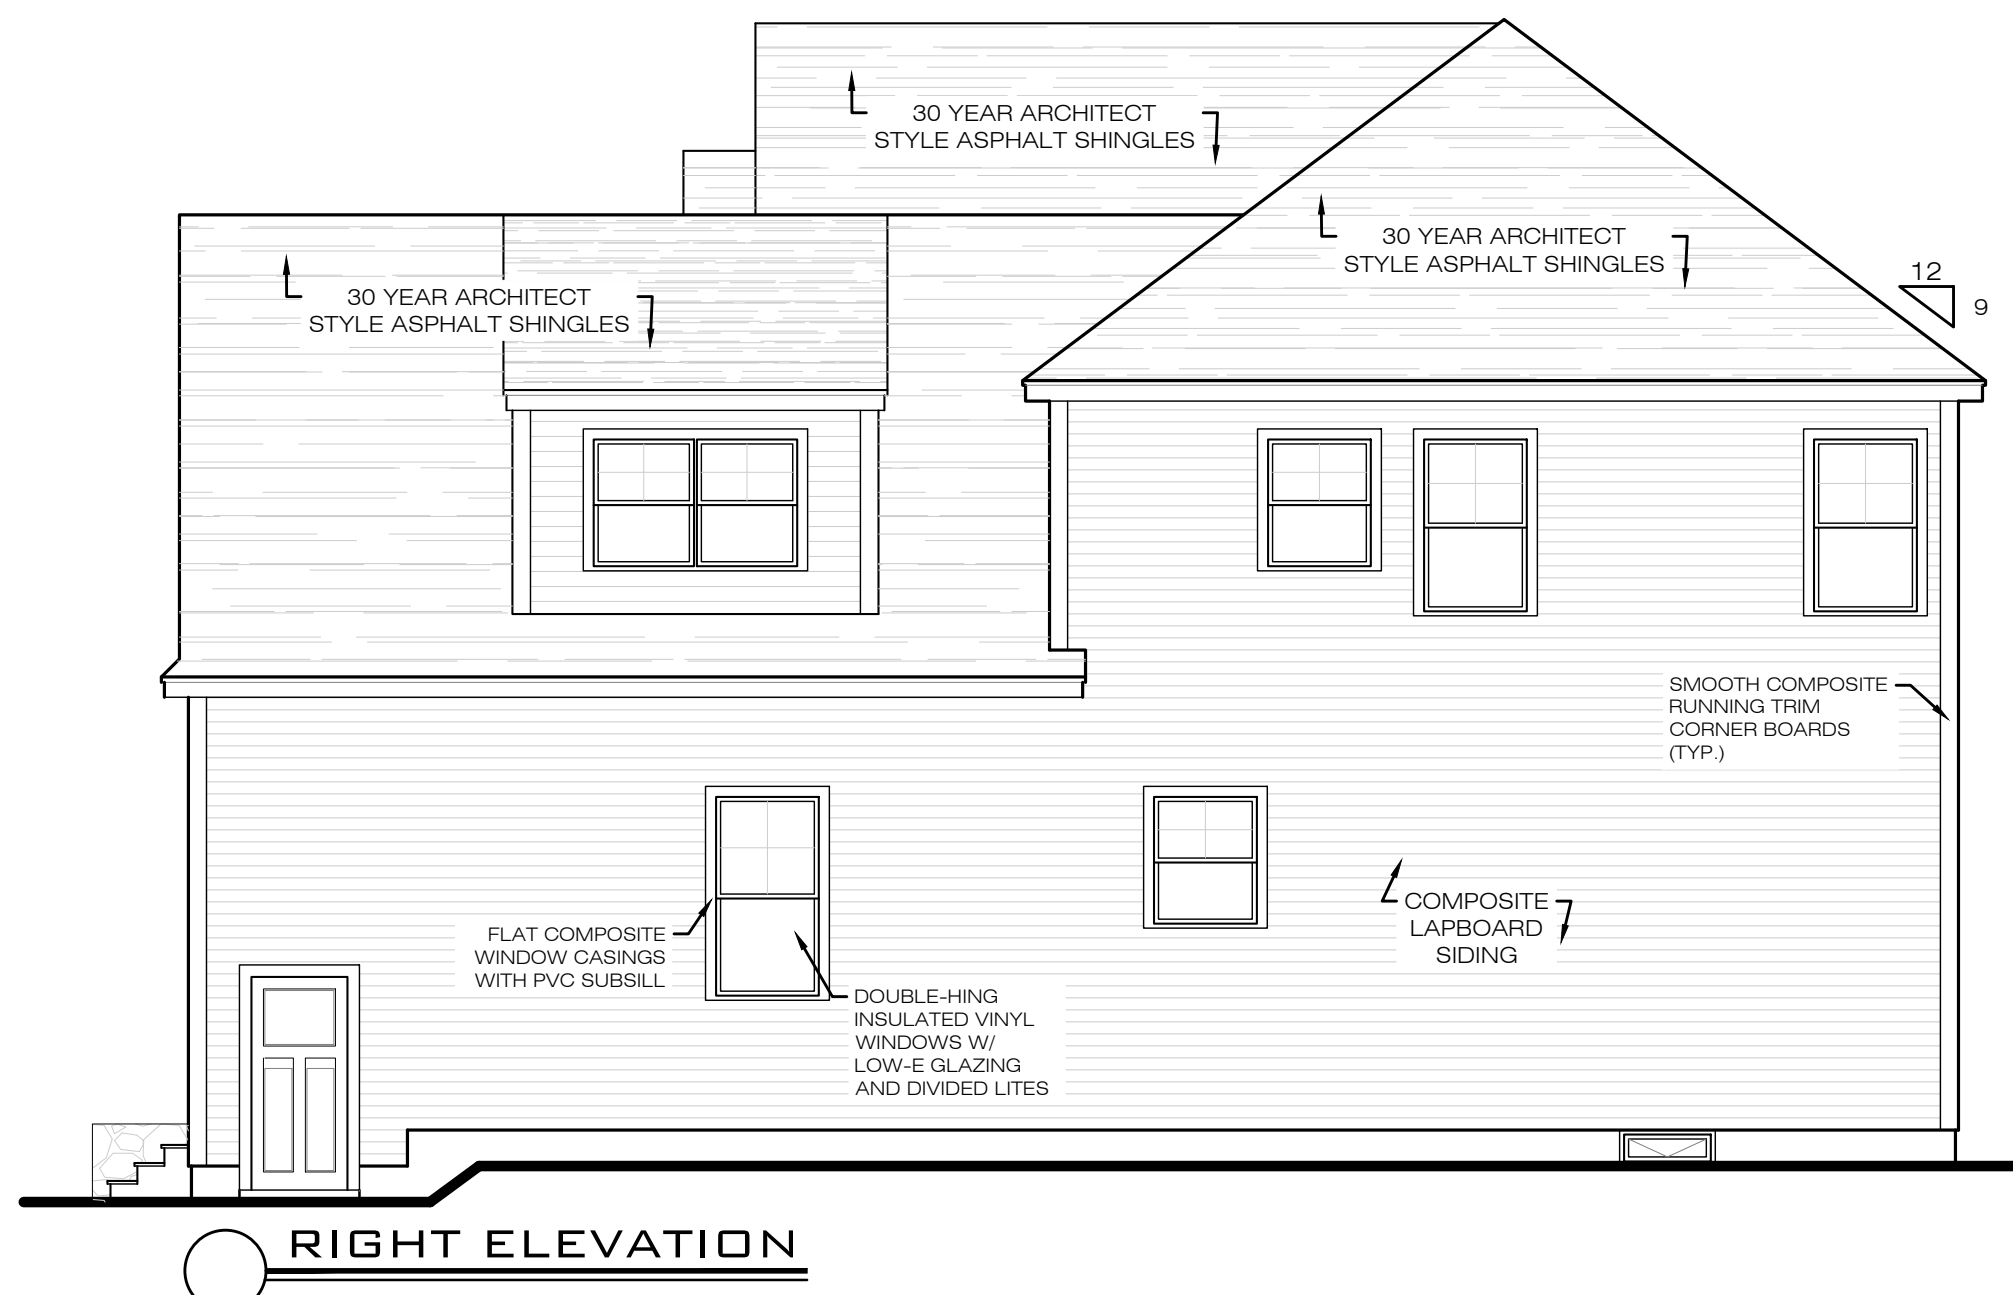 30 YEAR ARCHITECT
STYLE ASPHALT SHINGLES
30 YEAR ARCHITECT
STYLE ASPHALT SHINGLES
12
9
30 YEAR ARCHITECT
STYLE ASPHALT SHINGLES
SMOOTH COMPOSITE
RUNNING TRIM
CORNER BOARDS
(TYP.)
COMPOSITE
LAPBOARD
SIDING
FLAT COMPOSITE
WINDOW CASINGS
WITH PVC SUBSILL
DOUBLE-HING
INSULATED VINYL
WINDOWS W/
LOW-E GLAZING
AND DIVIDED LITES
RIGHT ELEVATION